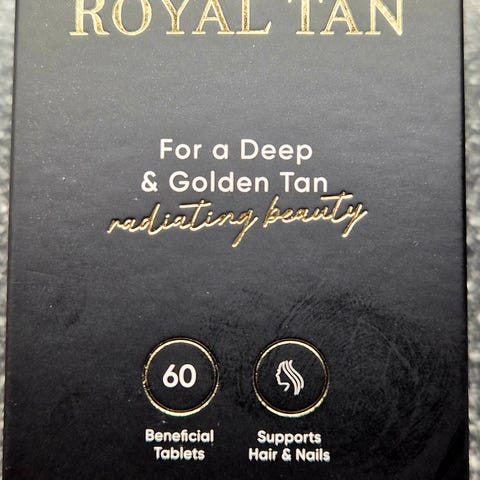 ROYAL TAN
For a Deep
& Golden Tan
radiating beauty
60
Beneficial
Tablets
Supports
Hair & Nails